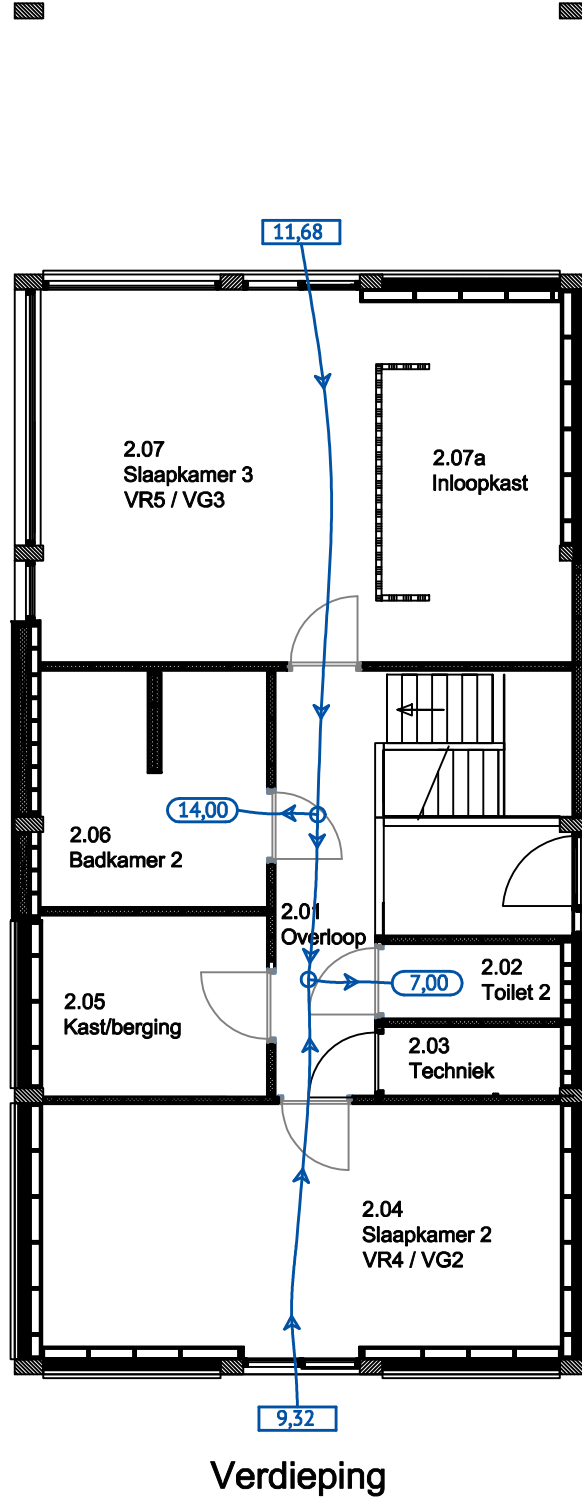 11,68
2.07
Slaapkamer 3
VR5 / VG3
2.07a
Inloopkast
14,00
2.06
Badkamer 2
2.01
Overloop
2.02
Toilet 2
7,00
2.05
Kast/berging
2.03
Techniek
2.04
Slaapkamer 2
VR4 / VG2
9,32
Verdieping